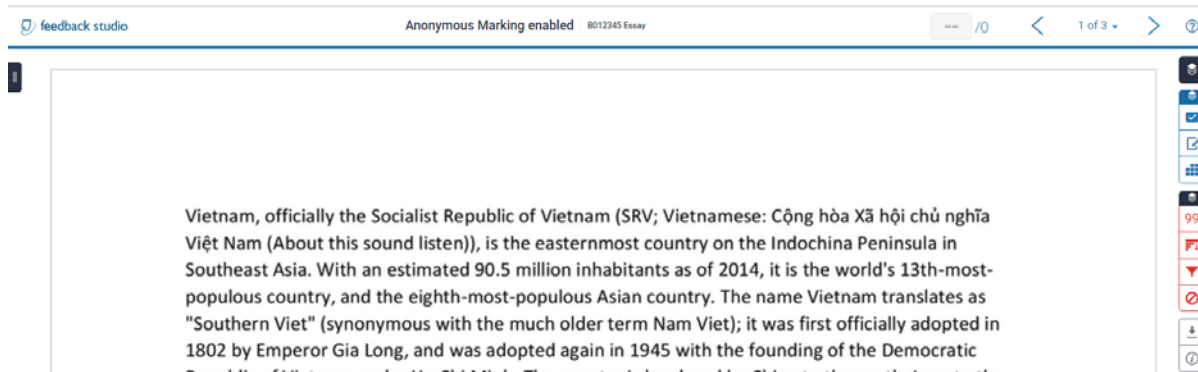 feedback studio Anonymous Marking enabled B012345 Essay -- /0 1 of 3
Vietnam, officially the Socialist Republic of Vietnam (SRV; Vietnamese: Cộng hòa Xã hội chủ nghĩa
Việt Nam (About this sound listen)), is the easternmost country on the Indochina Peninsula in
Southeast Asia. With an estimated 90.5 million inhabitants as of 2014, it is the world's 13th-most-
populous country, and the eighth-most-populous Asian country. The name Vietnam translates as
"Southern Viet" (synonymous with the much older term Nam Viet); it was first officially adopted in
1802 by Emperor Gia Long, and was adopted again in 1945 with the founding of the Democratic
99